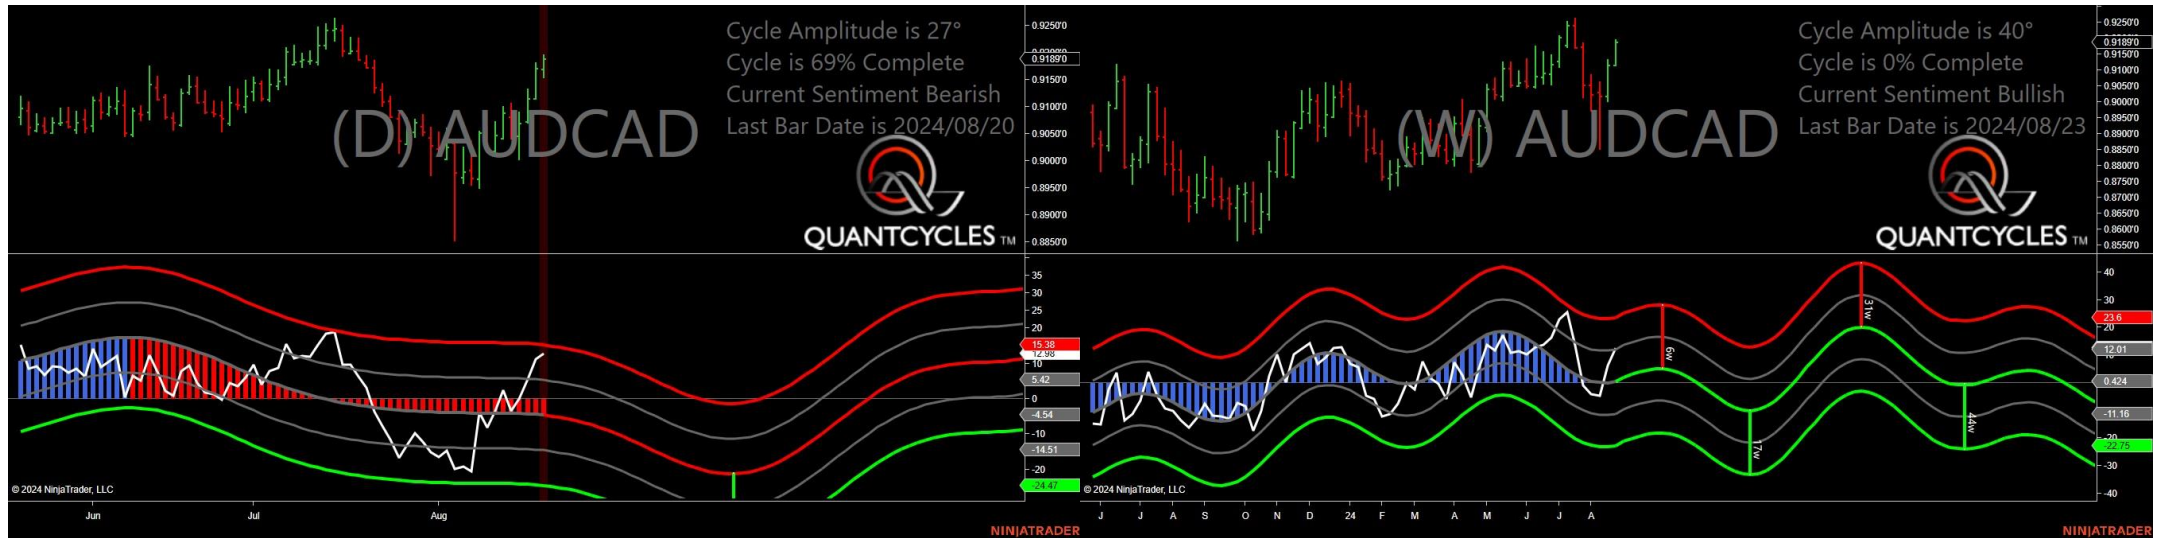 Cycle Amplitude is 27°
Cycle is 69% Complete
Current Sentiment Bearish
Last Bar Date is 2024/08/20
(D) AUDCAD
QUANTCYCLES TM
0.9250'0
0.9189'0
0.9150'0
0.9100'0
0.9050'0
0.9000'0
0.8950'0
0.8900'0
0.8850'0
35
30
25
20
15.38
12.98
10
5.42
0
-4.54
-10
-14.51
-20
-24.47
© 2024 NinjaTrader, LLC
Jun Jul Aug
NINJATRADER
Cycle Amplitude is 40°
Cycle is 0% Complete
Current Sentiment Bullish
Last Bar Date is 2024/08/23
(W) AUDCAD
QUANTCYCLES TM
0.9250'0
0.9189'0
0.9150'0
0.9100'0
0.9050'0
0.9000'0
0.8950'0
0.8900'0
0.8850'0
0.8800'0
0.8750'0
0.8700'0
0.8650'0
0.8600'0
0.8550'0
6w
17w
31w
44w
40
30
23.6
20
12.01
0.424
-11.16
-22.75
-30
-40
© 2024 NinjaTrader, LLC
J J A S O N D 24 F M A M J J A
NINJATRADER